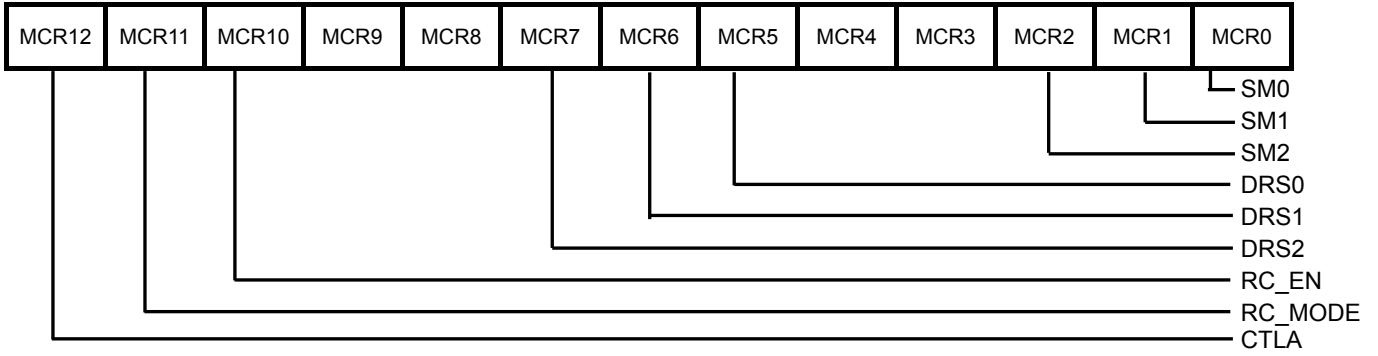 MCR12 MCR11 MCR10 MCR9 MCR8 MCR7 MCR6 MCR5 MCR4 MCR3 MCR2 MCR1 MCR0
SM0
SM1
SM2
DRS0
DRS1
DRS2
RC_EN
RC_MODE
CTLA